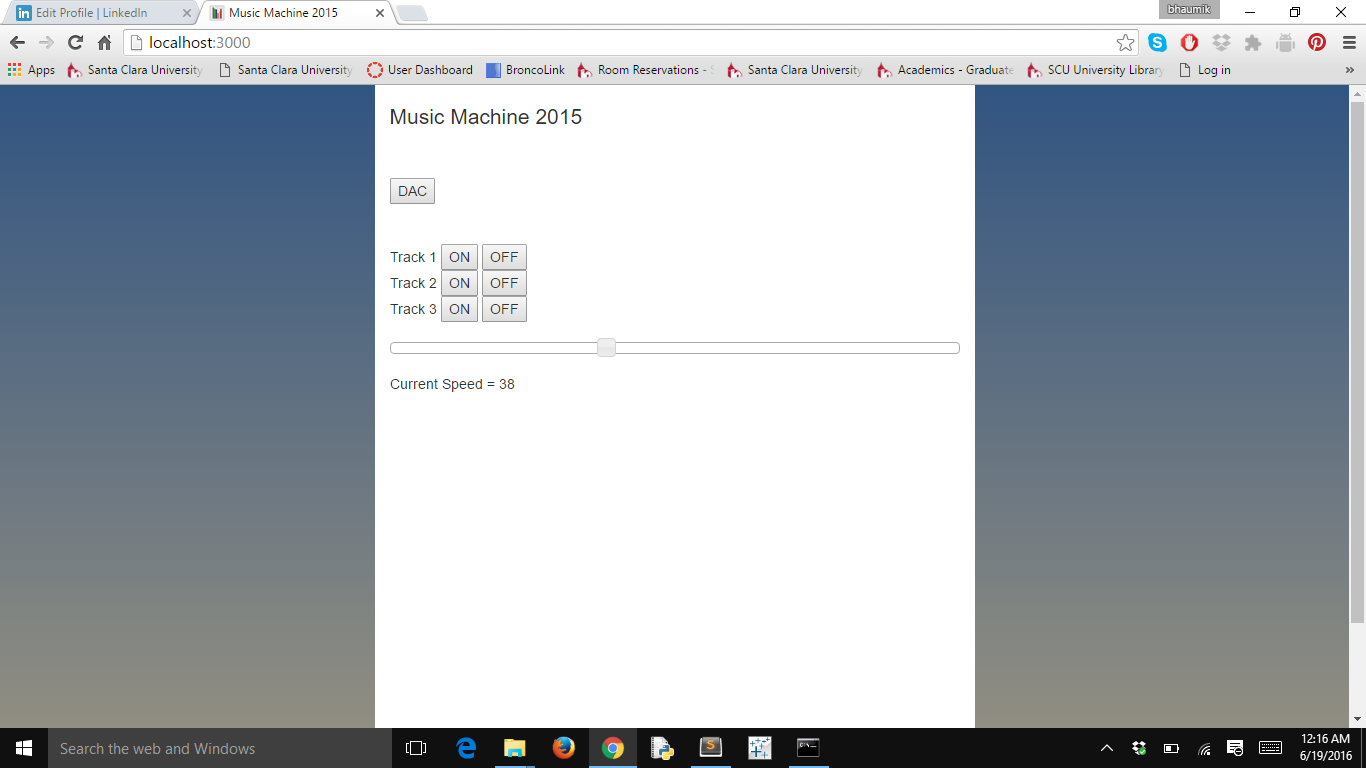 Edit Profile | LinkedIn
Music Machine 2015
bhaumik
localhost:3000
Apps
Santa Clara University
Santa Clara University
User Dashboard
BroncoLink
Room Reservations - S
Santa Clara University
Academics - Graduate
SCU University Library
Log in
Music Machine 2015
DAC
Track 1 ON OFF
Track 2 ON OFF
Track 3 ON OFF
Current Speed = 38
Search the web and Windows
12:16 AM
6/19/2016